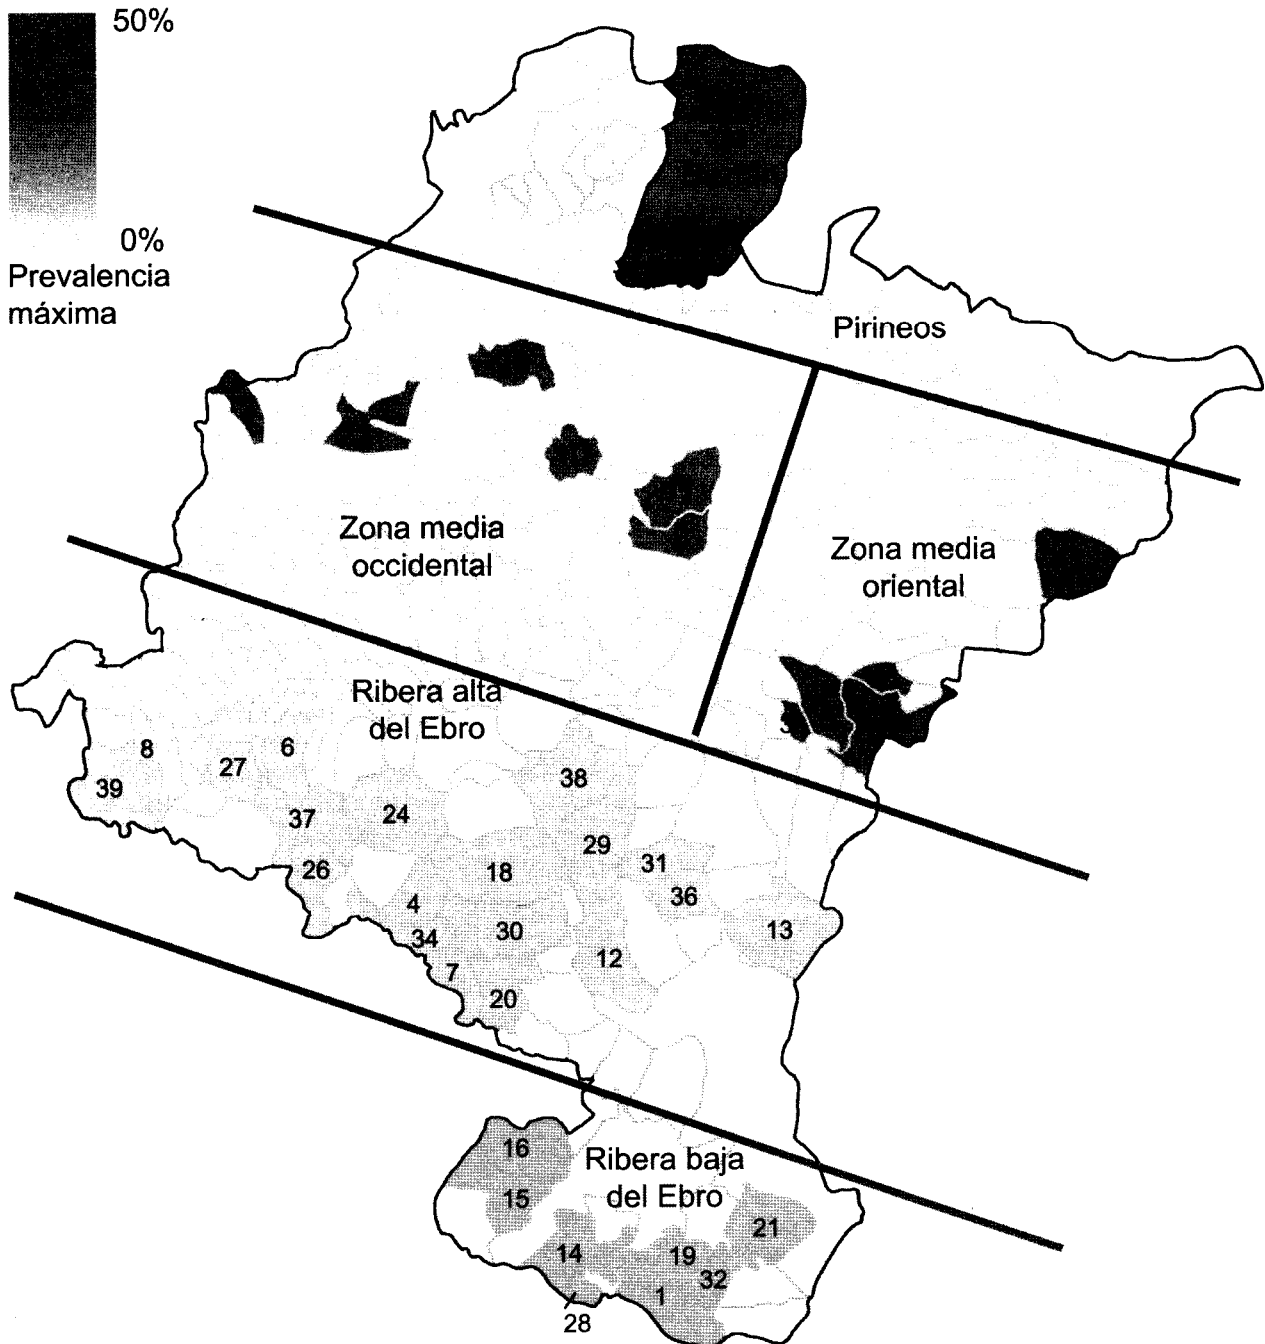 50%
0%
Prevalencia
máxima
Pirineos
Zona media
occidental
Zona media
oriental
Ribera alta
del Ebro
8
6
27
39
38
37
24
29
26
18
31
36
4
13
34
30
12
7
20
16
Ribera baja
del Ebro
15
21
14
19
32
1
28